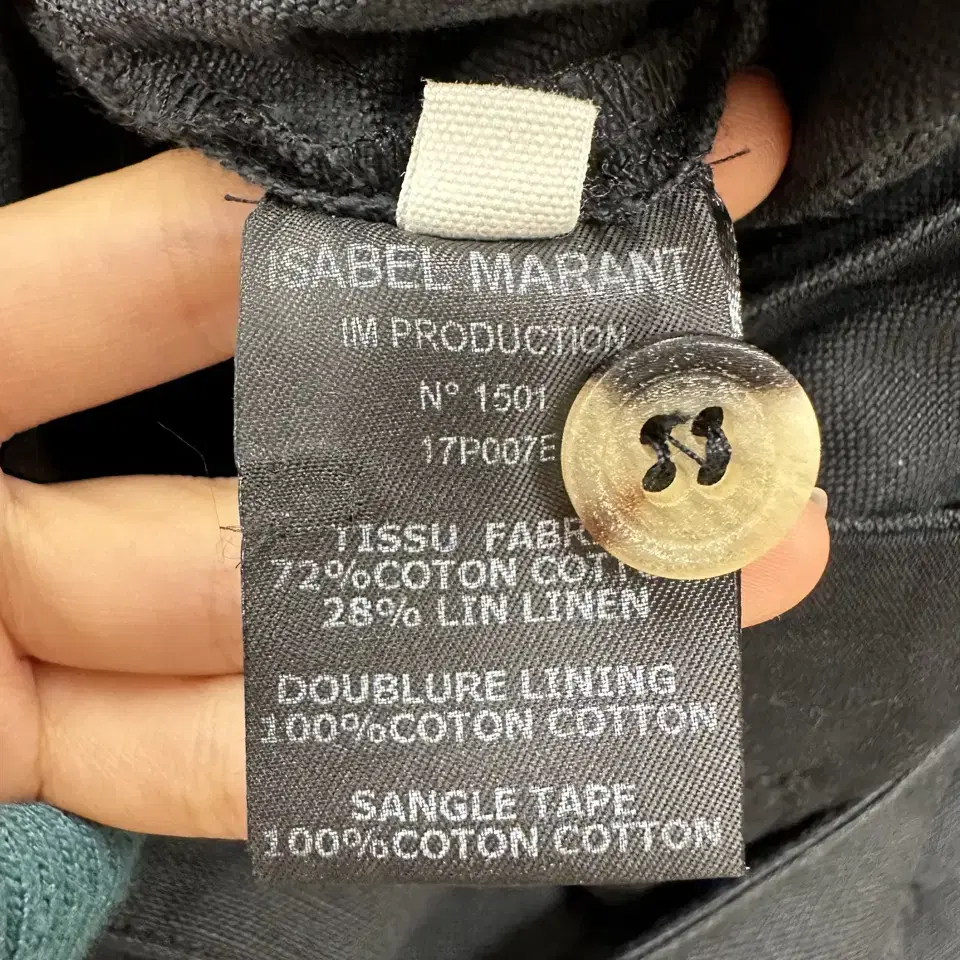 ISABEL MARANT
IM PRODUCTION
N° 1501
17P007E
TISSU
72%COTON
28% LIN LINEN
DOUBLURE LINING
100%COTON COTTON
SANGLE TAPE
100%COTON COTTON